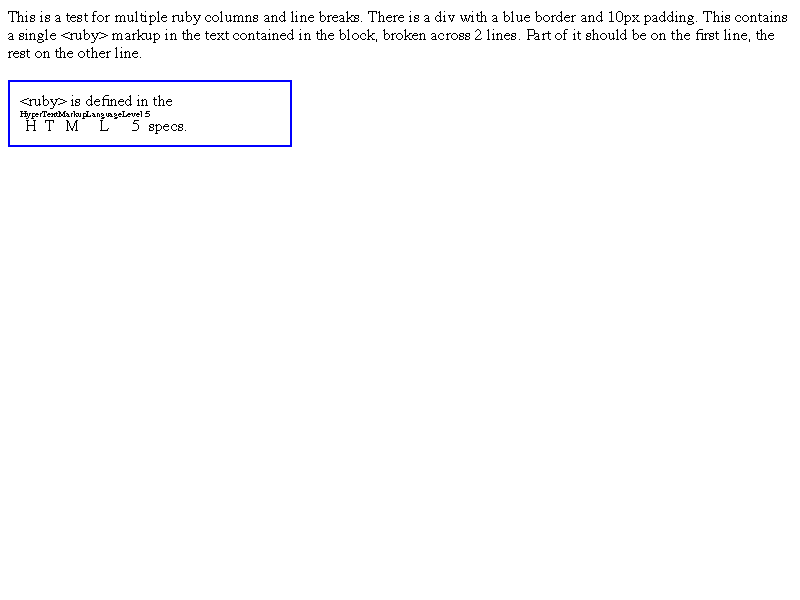 This is a test for multiple ruby columns and line breaks. There is a div with a blue border and 10px padding. This contains
a single <ruby> markup in the text contained in the block, broken across 2 lines. Part of it should be on the first line, the
rest on the other line.
<ruby> is defined in the
HyperTextMarkupLanguageLevel 5
H T M L 5 specs.